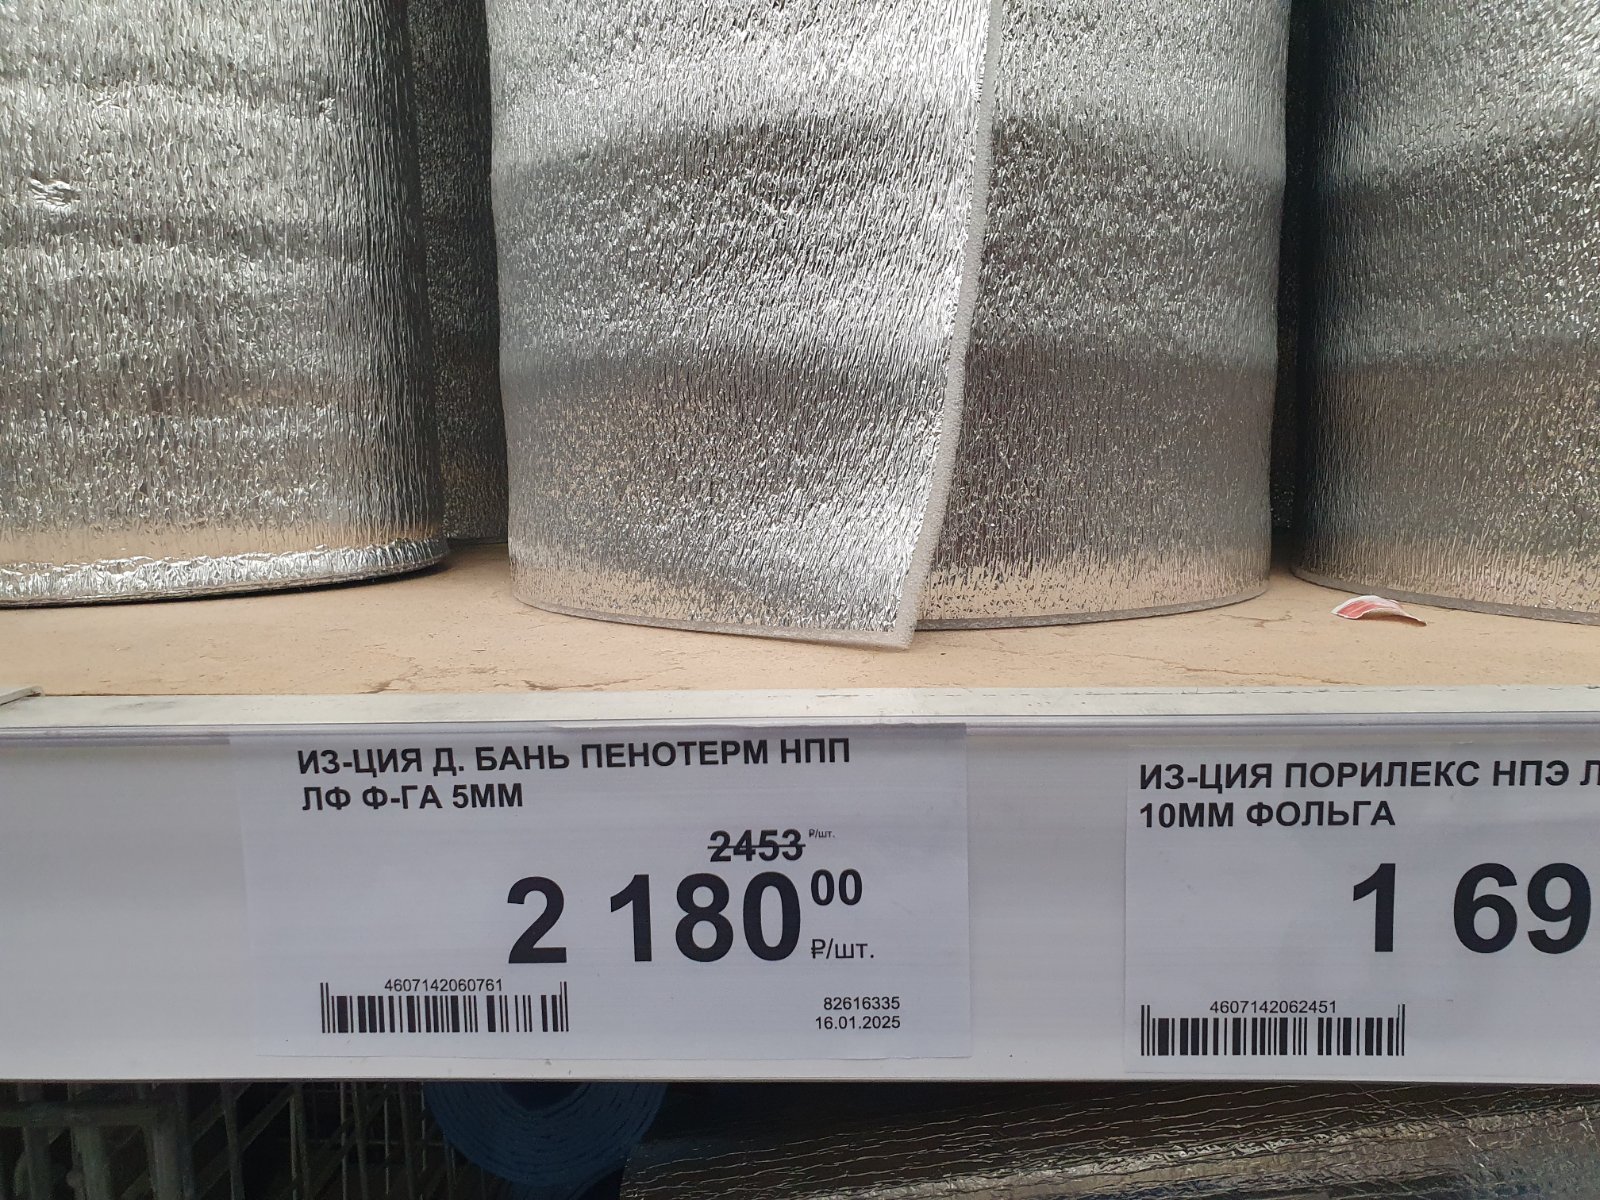 ИЗ-ЦИЯ Д. БАНЬ ПЕНОТЕРМ НПП
ЛФ Ф-ГА 5ММ
2453 ₽/шт.
2 180 00
₽/шт.
4607142060761
82616335
16.01.2025
ИЗ-ЦИЯ ПОРИЛЕКС НПЭ
10ММ ФОЛЬГА
1 69
4607142062451